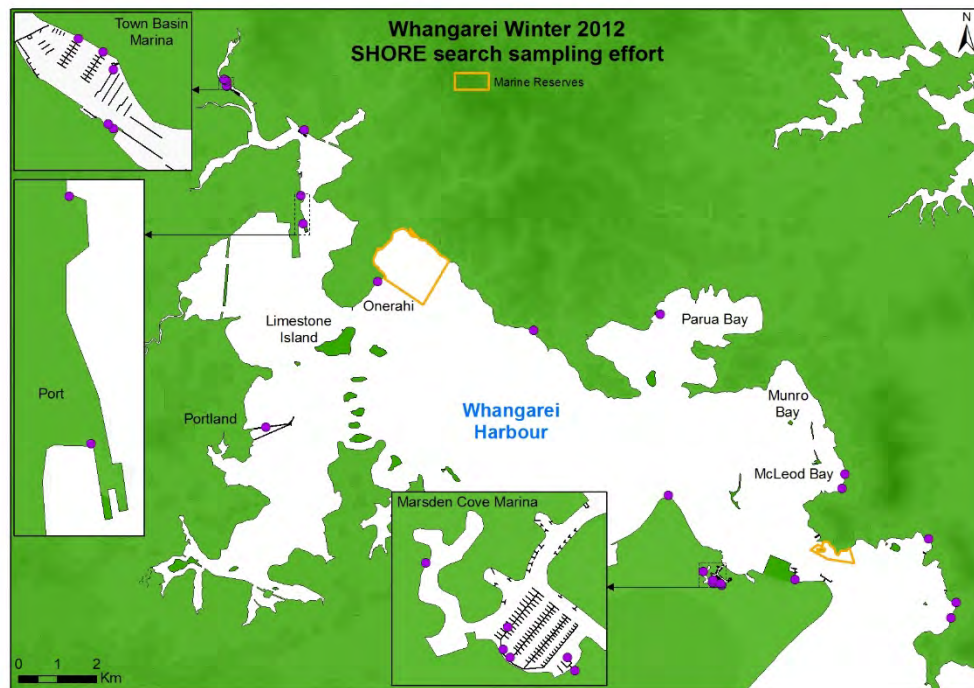 Town Basin
Marina
Whangarei Winter 2012
SHORE search sampling effort
Marine Reserves
N
Onerahi
Limestone
Island
Parua Bay
Port
Portland
Whangarei
Harbour
Munro
Bay
McLeod Bay
Marsden Cove Marina
0 1 2
Km